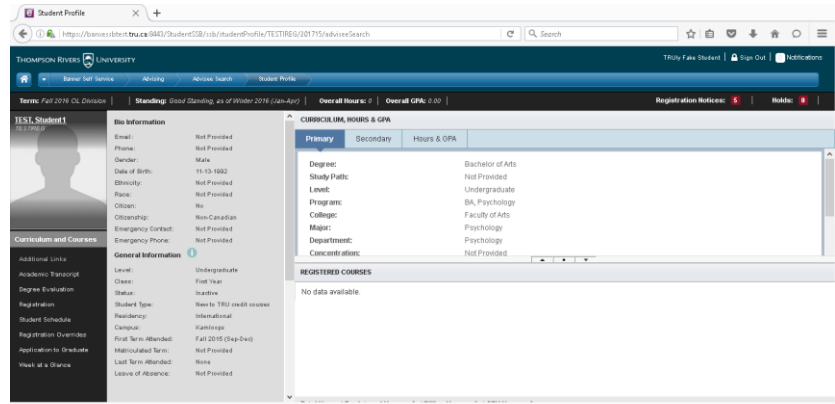 Student Profile
https://banssbtest.tru.ca:8443/StudentSSB/ssb/studentProfile/TESTIREG/201715/adviseeSearch
Search
THOMPSON RIVERS UNIVERSITY
TRUly Fake Student
Sign Out
Notifications
Banner Self Service
Advising
Advisee Search
Student Profile
Term: Fall 2016 OL Division
Standing: Good Standing, as of Winter 2016 (Jan-Apr)
Overall Hours: 0
Overall GPA: 0.00
Registration Notices: 5
Holds: 0
TEST, Student1
Curriculum and Courses
Additional Links
Academic Transcript
Degree Evaluation
Registration
Student Schedule
Registration Overrides
Application to Graduate
Week at a Glance
Bio Information
Email: Not Provided
Phone: Not Provided
Gender: Male
Date of Birth: 11-13-1992
Ethnicity: Not Provided
Race: Not Provided
Citizen: No
Citizenship: Non-Canadian
Emergency Contact: Not Provided
Emergency Phone: Not Provided
General Information
Level: Undergraduate
Class: First Year
Status: Inactive
Student Type: New to TRU credit courses
Residency: International
Campus: Kamloops
First Term Attended: Fall 2015 (Sep-Dec)
Matriculated Term: Not Provided
Last Term Attended: None
Leave of Absence: Not Provided
CURRICULUM, HOURS & GPA
Primary
Secondary
Hours & GPA
Degree: Bachelor of Arts
Study Path: Not Provided
Level: Undergraduate
Program: BA, Psychology
College: Faculty of Arts
Major: Psychology
Department: Psychology
Concentration: Not Provided
REGISTERED COURSES
No data available.